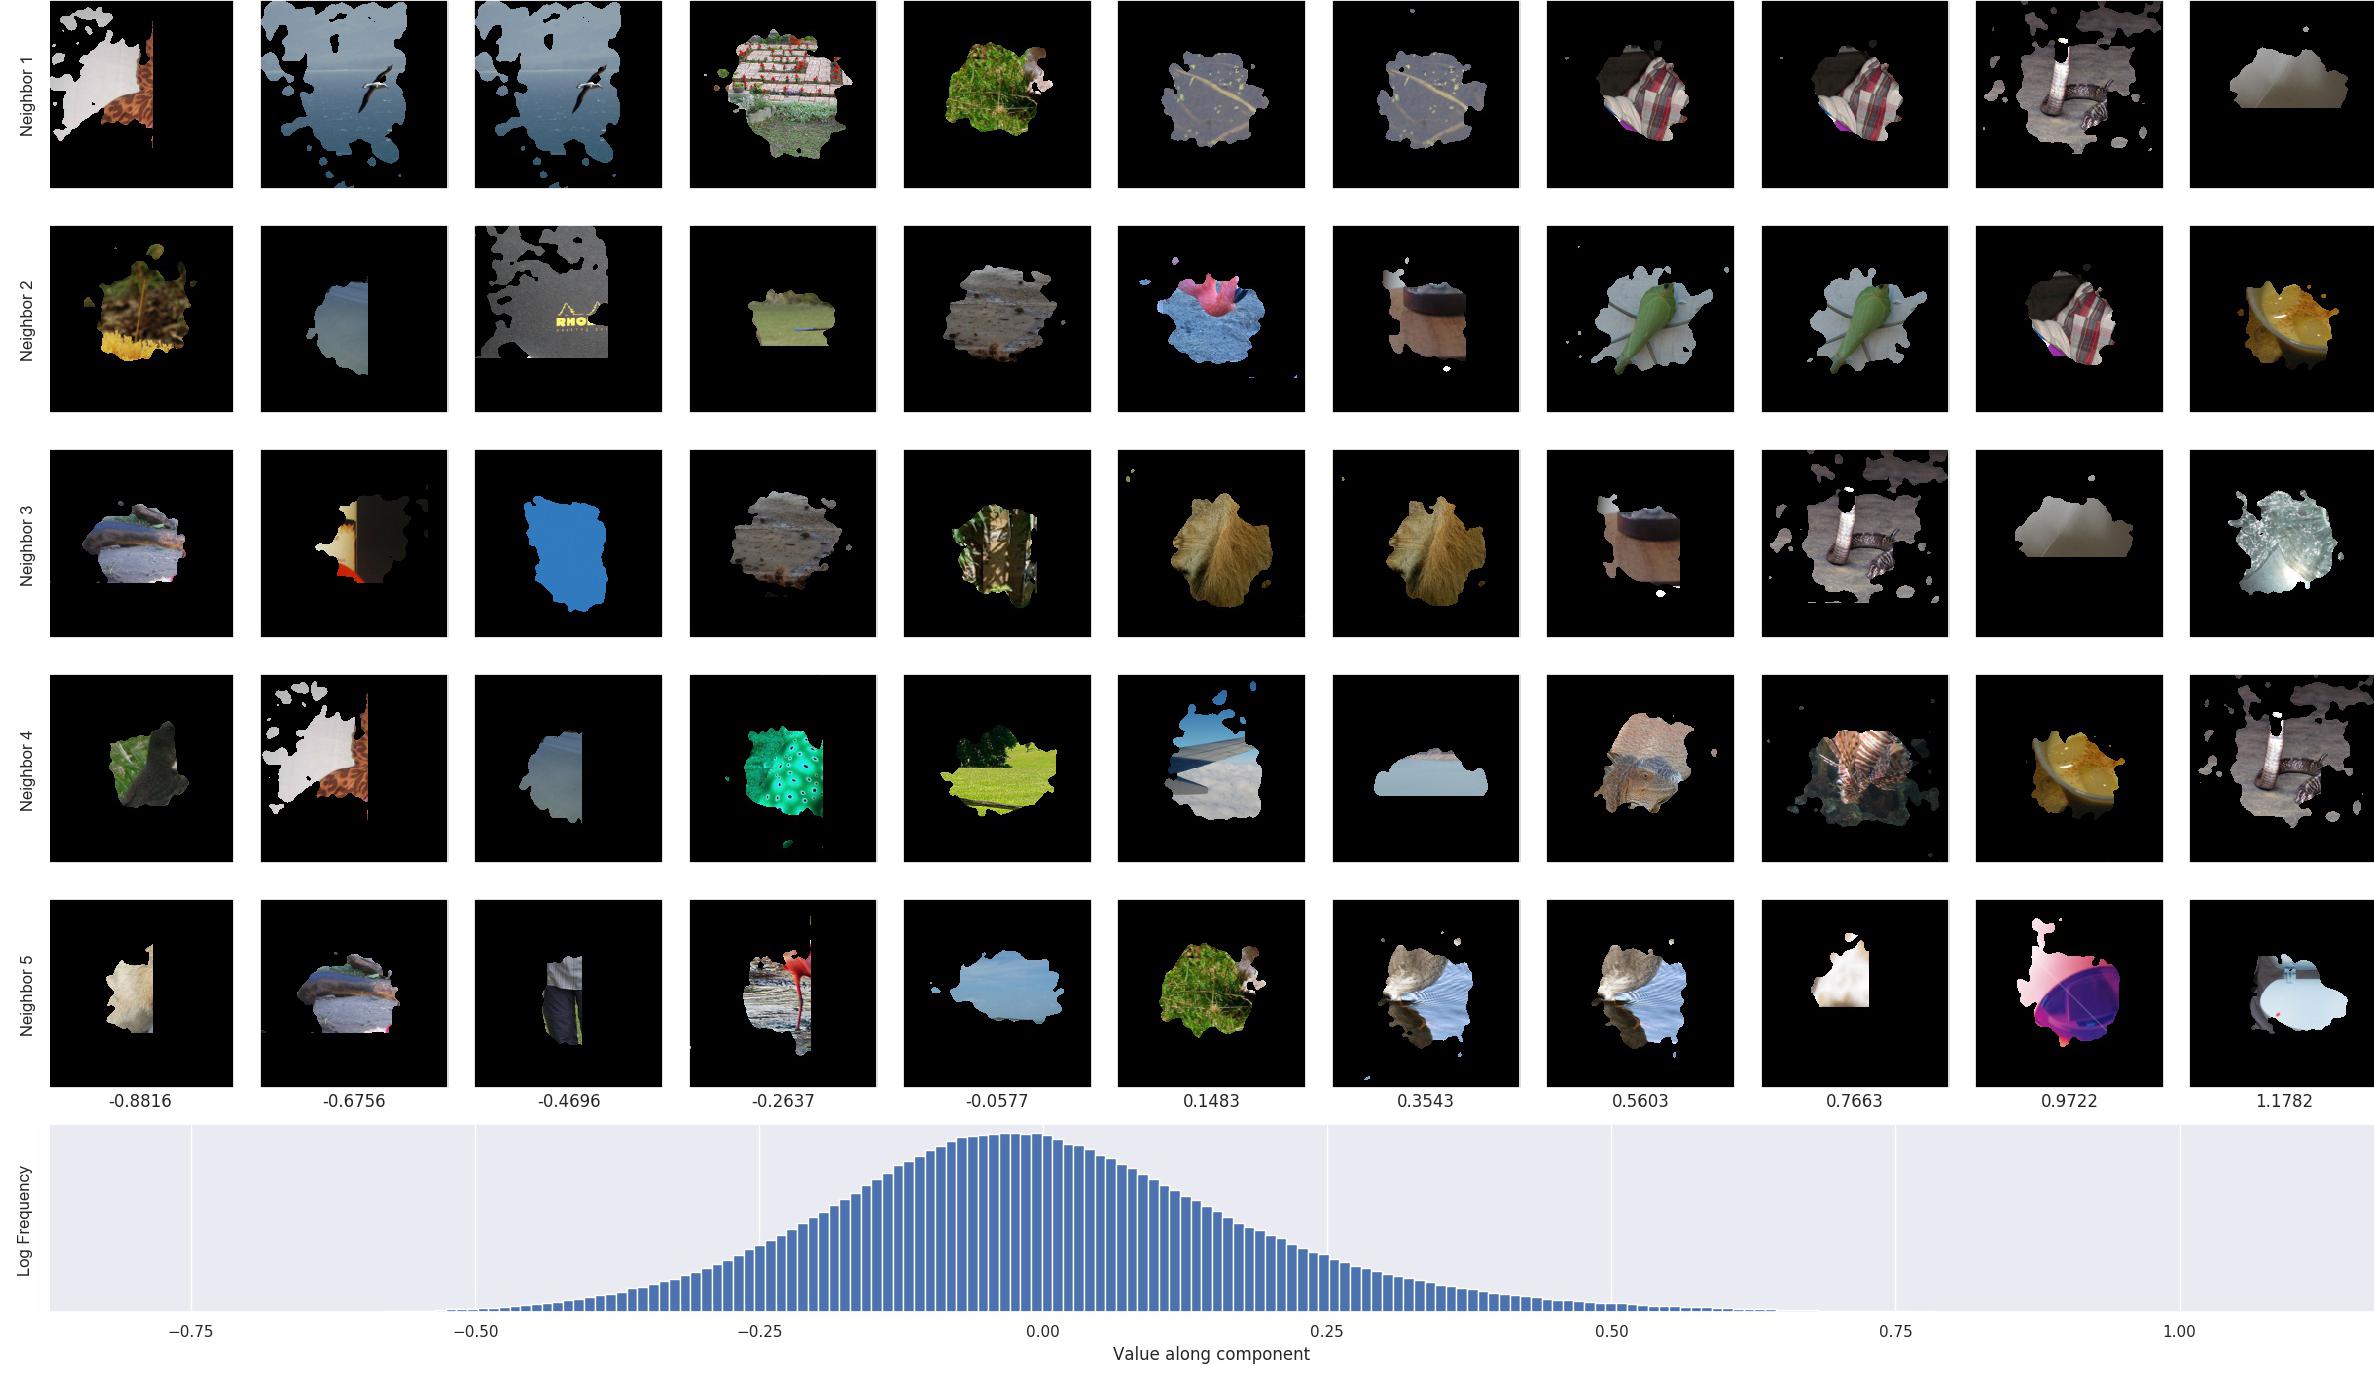 Neighbor 1
Neighbor 2
RHO
Neighbor 3
Neighbor 4
Neighbor 5
-0.8816 -0.6756 -0.4696 -0.2637 -0.0577 0.1483 0.3543 0.5603 0.7663 0.9722 1.1782
Log Frequency
−0.75 −0.50 −0.25 0.00 0.25 0.50 0.75 1.00
Value along component